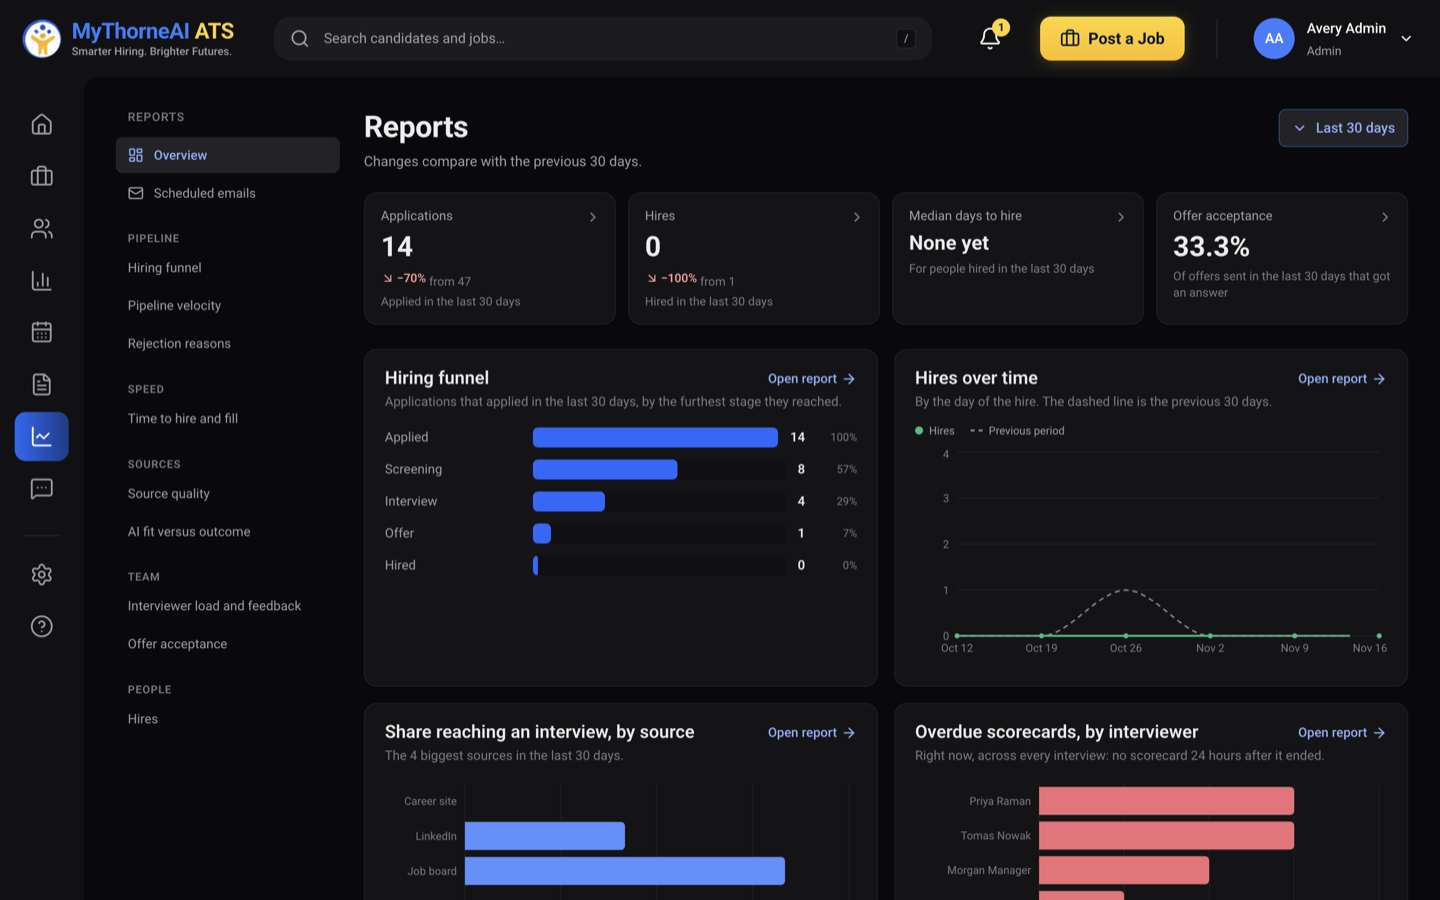 MyThorneAI ATS
Smarter Hiring. Brighter Futures.
Search candidates and jobs...
/
1
Post a Job
AA
Avery Admin
Admin
REPORTS
Overview
Scheduled emails
PIPELINE
Hiring funnel
Pipeline velocity
Rejection reasons
SPEED
Time to hire and fill
SOURCES
Source quality
AI fit versus outcome
TEAM
Interviewer load and feedback
Offer acceptance
PEOPLE
Hires
Reports
Changes compare with the previous 30 days.
Last 30 days
Applications
14
−70% from 47
Applied in the last 30 days
Hires
0
−100% from 1
Hired in the last 30 days
Median days to hire
None yet
For people hired in the last 30 days
Offer acceptance
33.3%
Of offers sent in the last 30 days that got
an answer
Hiring funnel
Open report
Applications that applied in the last 30 days, by the furthest stage they reached.
Applied 14 100%
Screening 8 57%
Interview 4 29%
Offer 1 7%
Hired 0 0%
Hires over time
Open report
By the day of the hire. The dashed line is the previous 30 days.
Hires Previous period
4
3
2
1
0
Oct 12 Oct 19 Oct 26 Nov 2 Nov 9 Nov 16
Share reaching an interview, by source
Open report
The 4 biggest sources in the last 30 days.
Career site
LinkedIn
Job board
Overdue scorecards, by interviewer
Open report
Right now, across every interview: no scorecard 24 hours after it ended.
Priya Raman
Tomas Nowak
Morgan Manager